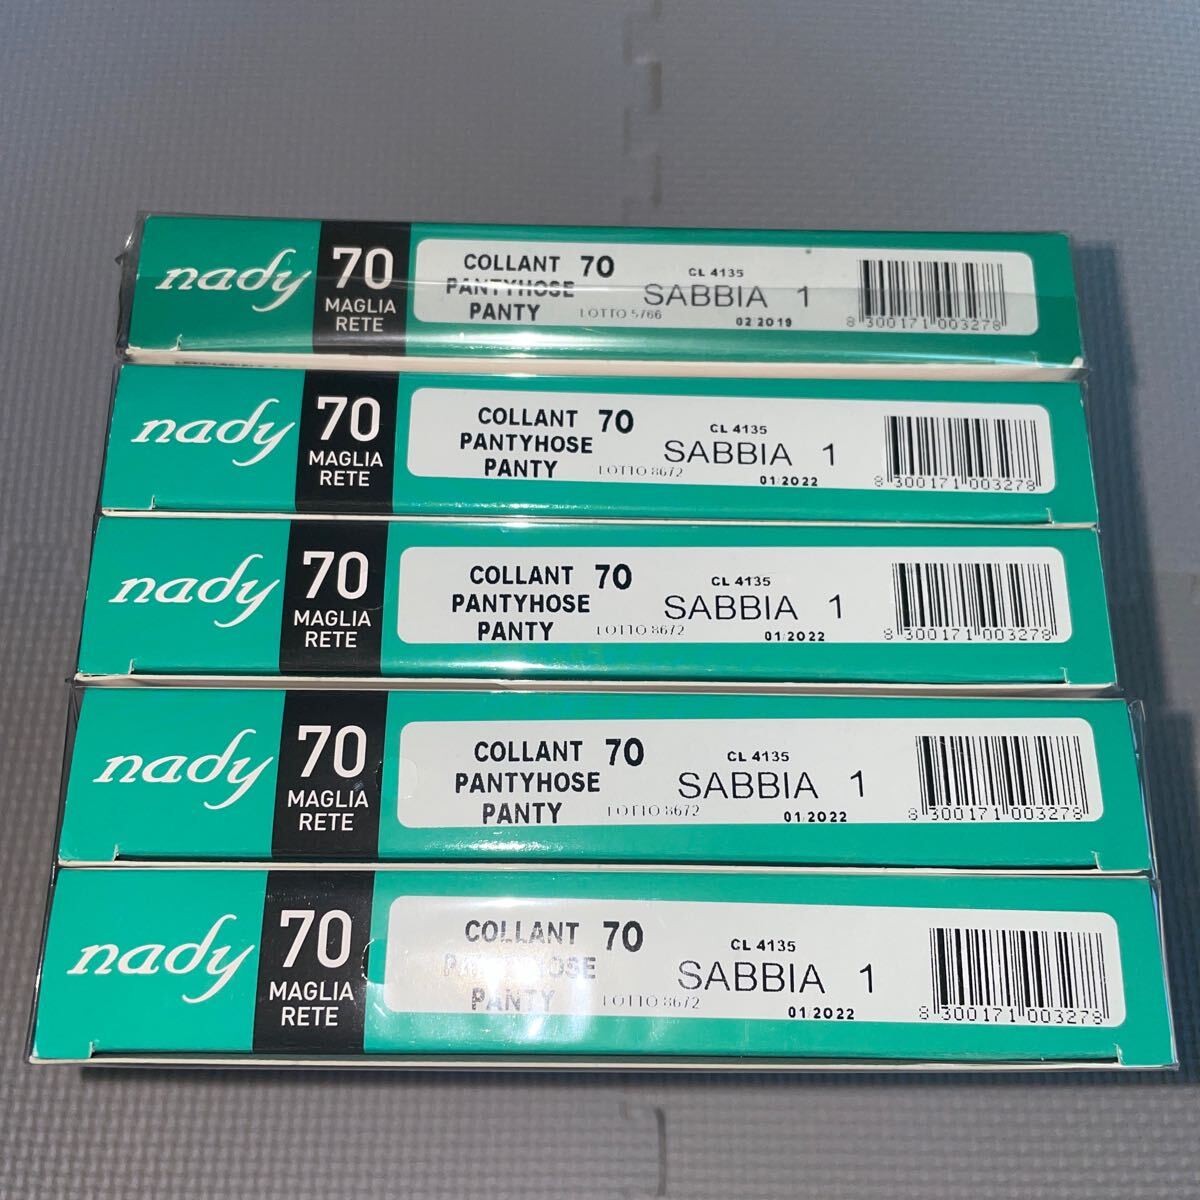 nady
70
MAGLIA
RETE
COLLANT 70
PANTYHOSE
PANTY
LOTTO 5766
CL 4135
SABBIA 1
02 2019
8 300171 003278
nady
70
MAGLIA
RETE
COLLANT 70
PANTYHOSE
PANTY
LOTTO 8672
CL 4135
SABBIA 1
01/2022
8 300171 003278
nady
70
MAGLIA
RETE
COLLANT 70
PANTYHOSE
PANTY
LOTTO 8672
CL 4135
SABBIA 1
01/2022
8 300171 003278
nady
70
MAGLIA
RETE
COLLANT 70
PANTYHOSE
PANTY
LOTTO 8672
CL 4135
SABBIA 1
01/2022
8 300171 003278
nady
70
MAGLIA
RETE
COLLANT 70
PANTYHOSE
PANTY
LOTTO 8672
CL 4135
SABBIA 1
01/2022
8 300171 003278